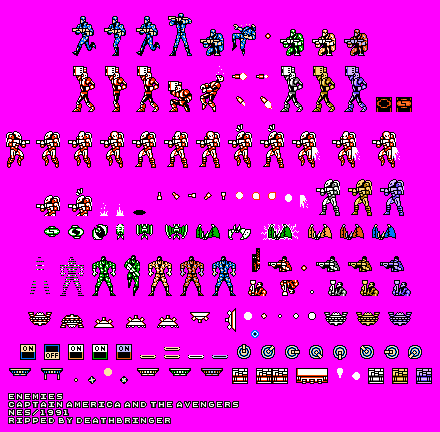 ON
OFF
ON
ON
ON
ENEMIES
CAPTAIN AMERICA AND THE AVENGERS
NES/1991
RIPPED BY DEATHBRINGER